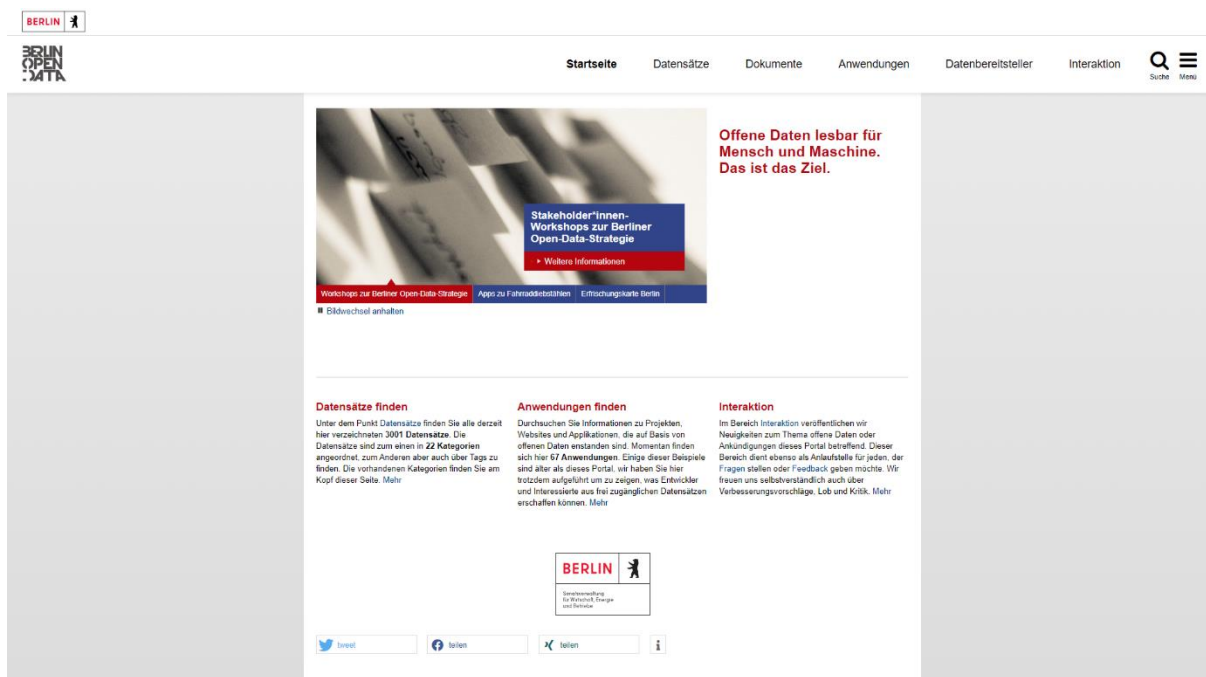 BERLIN
BERLIN
OPEN
DATA
Startseite Datensätze Dokumente Anwendungen Datenbereitsteller Interaktion
Suche Menü
Offene Daten lesbar für
Mensch und Maschine.
Das ist das Ziel.
Stakeholder*innen-
Workshops zur Berliner
Open-Data-Strategie
Weitere Informationen
Workshops zur Berliner Open-Data-Strategie Apps zu Fahrraddiebstählen Erfrischungskarte Berlin
Bildwechsel anhalten
Datensätze finden
Unter dem Punkt Datensätze finden Sie alle derzeit
hier verzeichneten 3001 Datensätze. Die
Datensätze sind zum einen in 22 Kategorien
angeordnet, zum Anderen aber auch über Tags zu
finden. Die vorhandenen Kategorien finden Sie am
Kopf dieser Seite. Mehr
Anwendungen finden
Durchsuchen Sie Informationen zu Projekten,
Websites und Applikationen, die auf Basis von
offenen Daten enstanden sind. Momentan finden
sich hier 67 Anwendungen. Einige dieser Beispiele
sind älter als dieses Portal, wir haben Sie hier
trotzdem aufgeführt um zu zeigen, was Entwickler
und Interessierte aus frei zugänglichen Datensätzen
erschaffen können. Mehr
Interaktion
Im Bereich Interaktion veröffentlichen wir
Neuigkeiten zum Thema offene Daten oder
Ankündigungen dieses Portal betreffend. Dieser
Bereich dient ebenso als Anlaufstelle für jeden, der
Fragen stellen oder Feedback geben möchte. Wir
freuen uns selbstverständlich auch über
Verbesserungsvorschläge, Lob und Kritik. Mehr
BERLIN
Senatsverwaltung
für Wirtschaft, Energie
und Betriebe
tweet teilen teilen